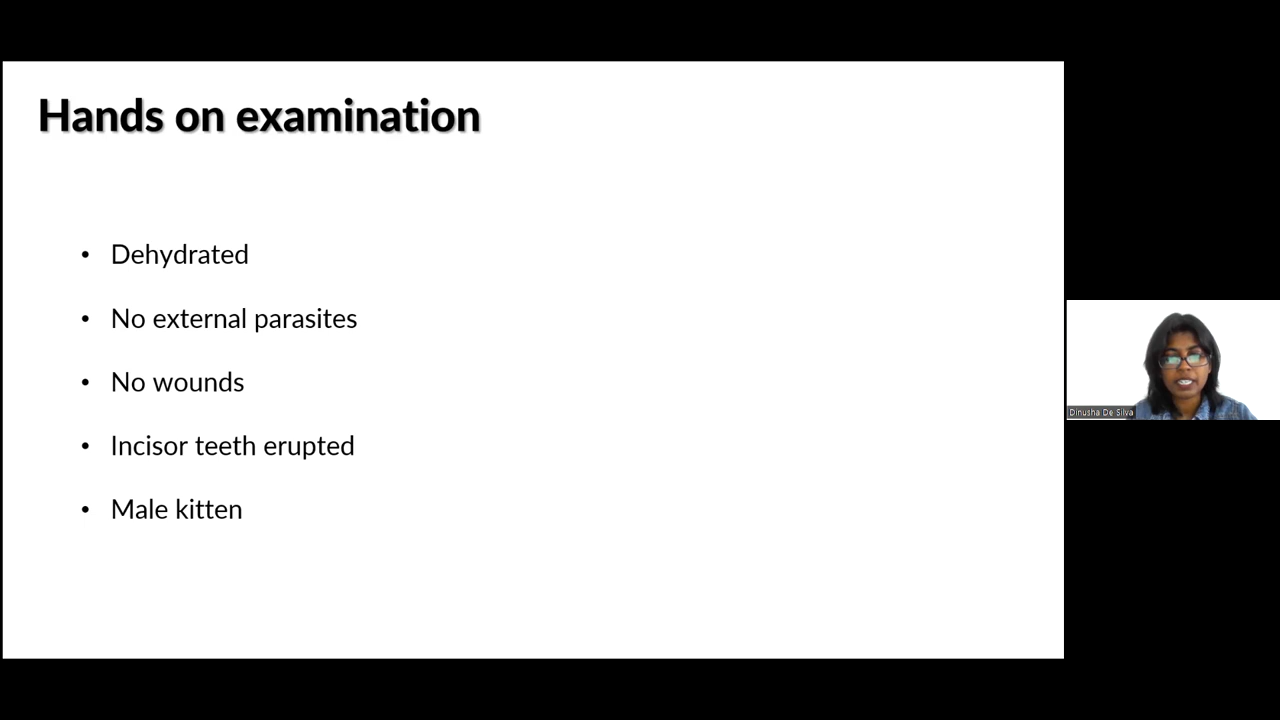 Hands on examination
• Dehydrated
• No external parasites
• No wounds
• Incisor teeth erupted
• Male kitten
Dinusha De Silva